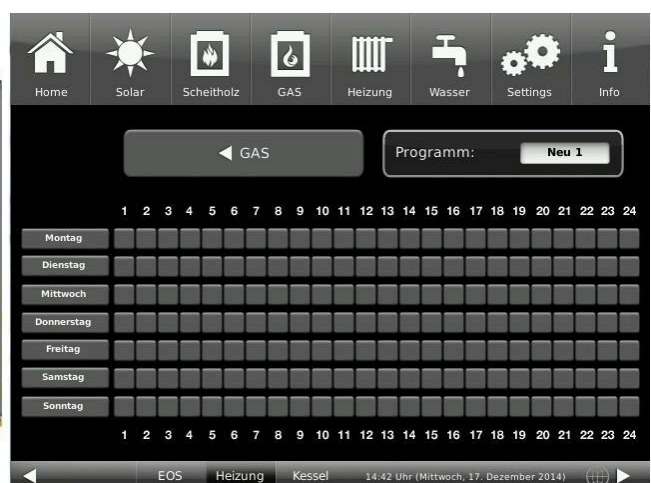 Home Solar Scheitholz GAS Heizung Wasser Settings Info
GAS Programm: Neu 1
1 2 3 4 5 6 7 8 9 10 11 12 13 14 15 16 17 18 19 20 21 22 23 24
Montag
Dienstag
Mittwoch
Donnerstag
Freitag
Samstag
Sonntag
1 2 3 4 5 6 7 8 9 10 11 12 13 14 15 16 17 18 19 20 21 22 23 24
EOS Heizung Kessel 14:42 Uhr (Mittwoch, 17. Dezember 2014)